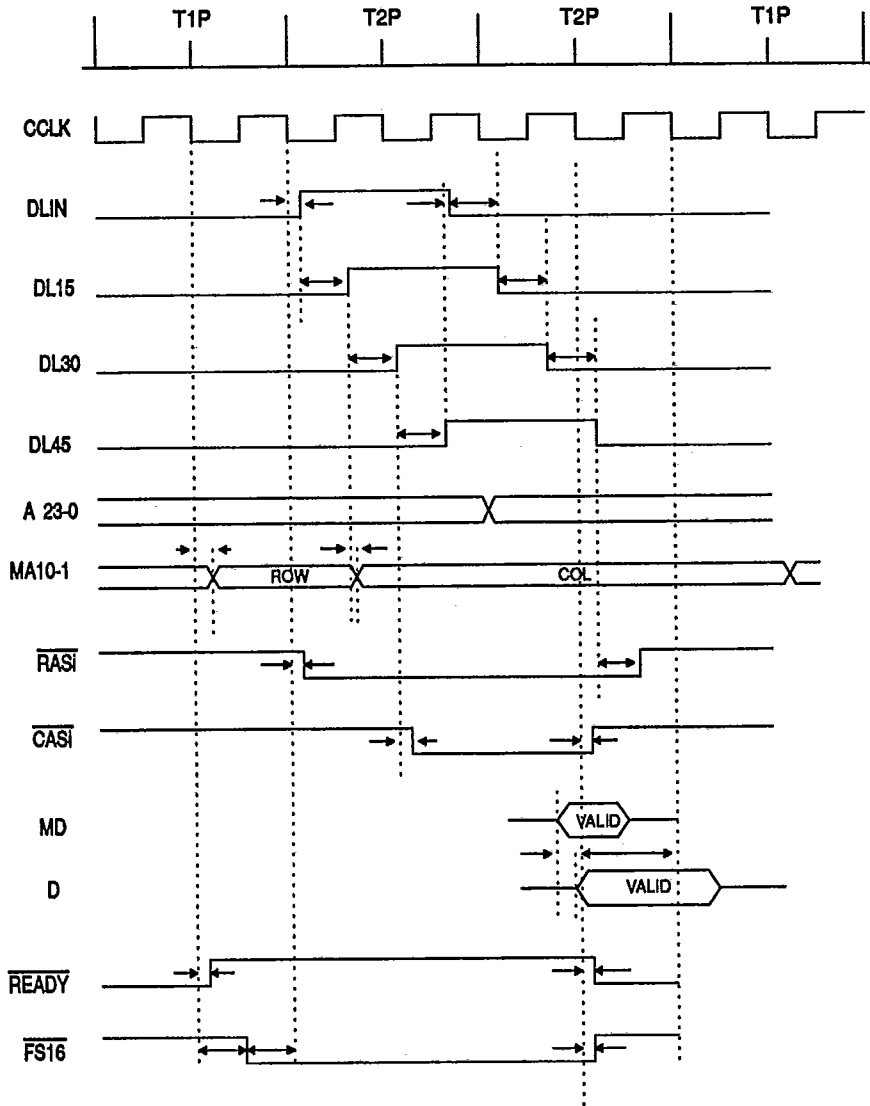 T1P T2P T2P T1P
CCLK
DLIN
DL15
DL30
DL45
A 23-0
MA10-1 ROW COL
RASi
CASi
MD VALID
D VALID
READY
FS16